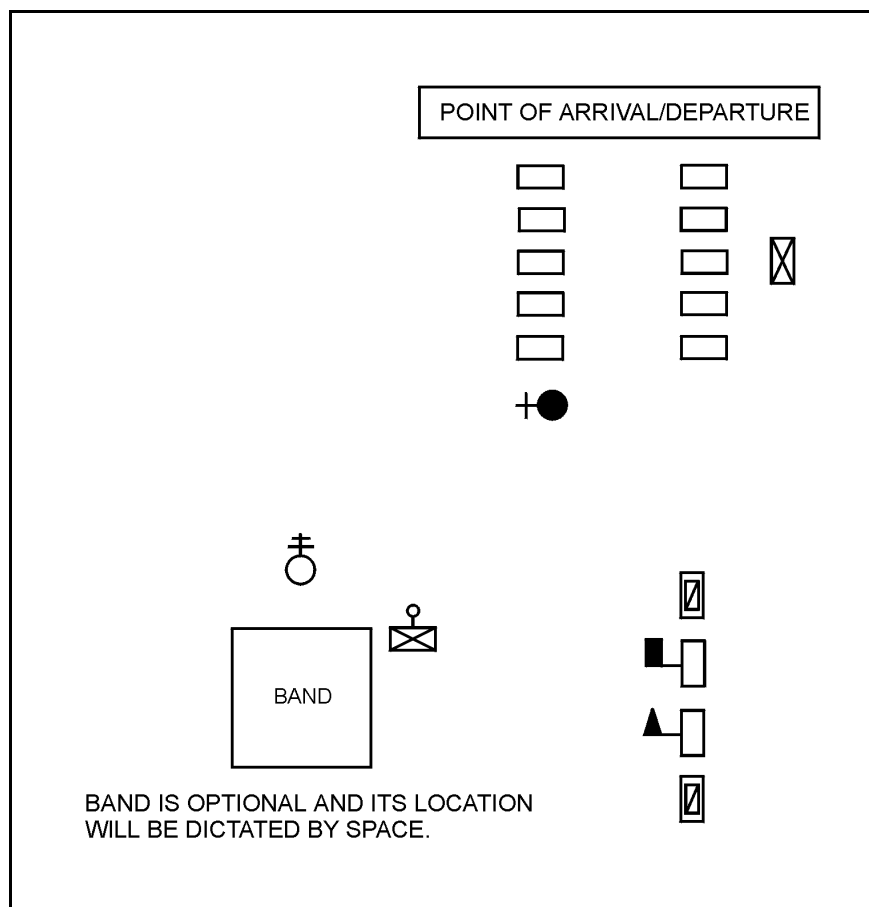 POINT OF ARRIVAL/DEPARTURE
BAND
BAND IS OPTIONAL AND ITS LOCATION
WILL BE DICTATED BY SPACE.